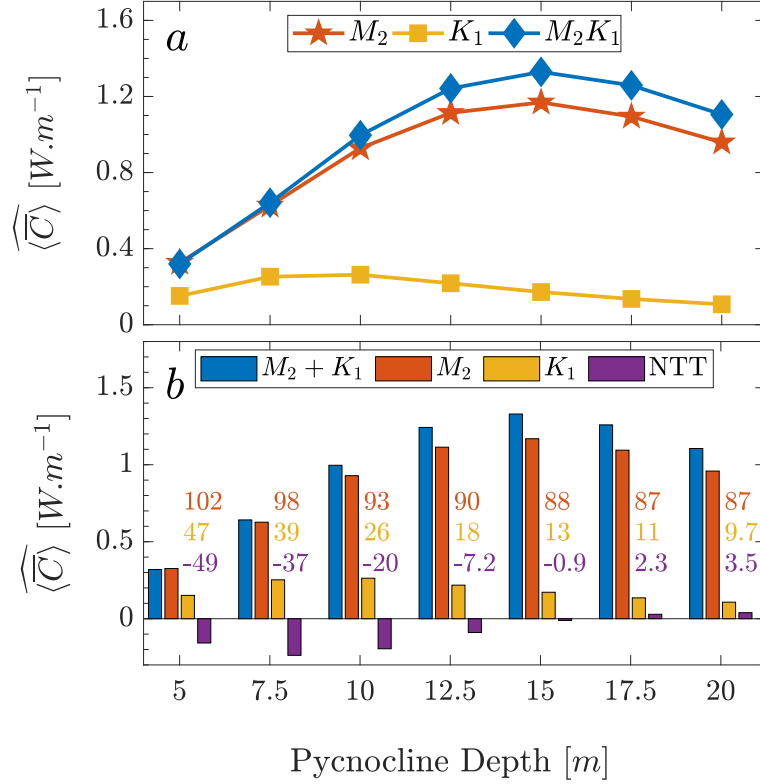 a
M₂ K₁ M₂K₁
1.6
1.2
0.8
0.4
0
⟨C̅⟩̂ [W.m⁻¹]
b
M₂ + K₁ M₂ K₁ NTT
1.5
1
0.5
0
⟨C̅⟩̂ [W.m⁻¹]
102 98 93 90 88 87 87
47 39 26 18 13 11 9.7
-49 -37 -20 -7.2 -0.9 2.3 3.5
5 7.5 10 12.5 15 17.5 20
Pycnocline Depth [m]